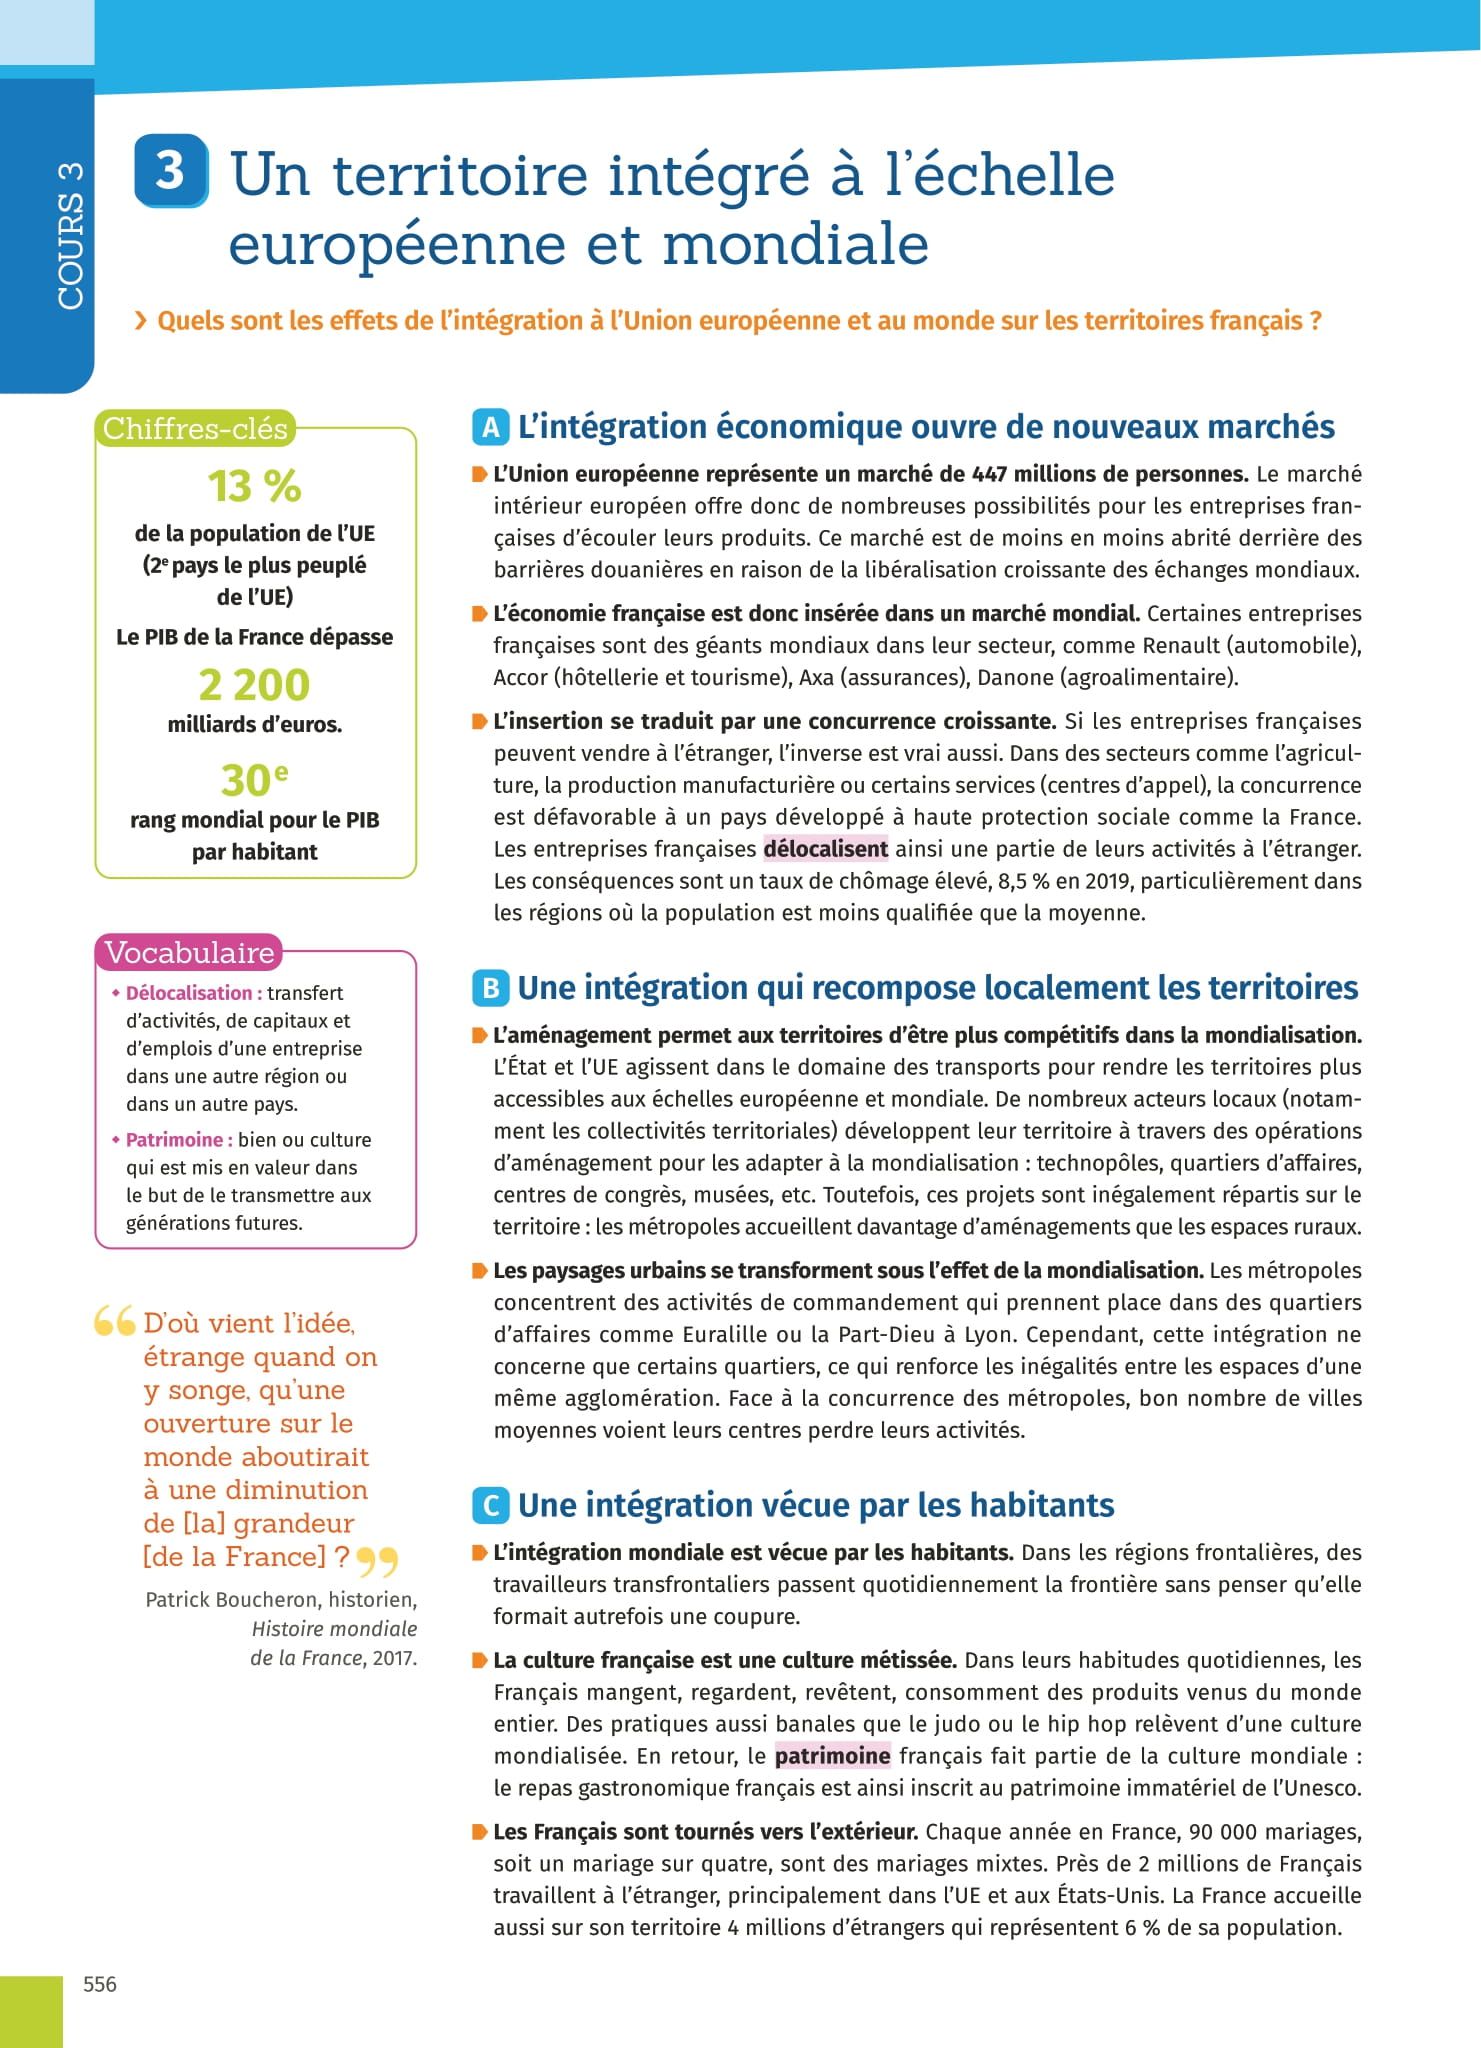 COURS 3
3 Un territoire intégré à l'échelle
européenne et mondiale
› Quels sont les effets de l'intégration à l'Union européenne et au monde sur les territoires français ?
Chiffres-clés
13 %
de la population de l'UE
(2e pays le plus peuplé
de l'UE)
Le PIB de la France dépasse
2 200
milliards d'euros.
30e
rang mondial pour le PIB
par habitant
Vocabulaire
• Délocalisation : transfert
d'activités, de capitaux et
d'emplois d'une entreprise
dans une autre région ou
dans un autre pays.
• Patrimoine : bien ou culture
qui est mis en valeur dans
le but de le transmettre aux
générations futures.
“ D'où vient l'idée,
étrange quand on
y songe, qu'une
ouverture sur le
monde aboutirait
à une diminution
de [la] grandeur
[de la France] ? ”
Patrick Boucheron, historien,
Histoire mondiale
de la France, 2017.
A L'intégration économique ouvre de nouveaux marchés
L'Union européenne représente un marché de 447 millions de personnes. Le marché
intérieur européen offre donc de nombreuses possibilités pour les entreprises fran-
çaises d'écouler leurs produits. Ce marché est de moins en moins abrité derrière des
barrières douanières en raison de la libéralisation croissante des échanges mondiaux.
L'économie française est donc insérée dans un marché mondial. Certaines entreprises
françaises sont des géants mondiaux dans leur secteur, comme Renault (automobile),
Accor (hôtellerie et tourisme), Axa (assurances), Danone (agroalimentaire).
L'insertion se traduit par une concurrence croissante. Si les entreprises françaises
peuvent vendre à l'étranger, l'inverse est vrai aussi. Dans des secteurs comme l'agricul-
ture, la production manufacturière ou certains services (centres d'appel), la concurrence
est défavorable à un pays développé à haute protection sociale comme la France.
Les entreprises françaises délocalisent ainsi une partie de leurs activités à l'étranger.
Les conséquences sont un taux de chômage élevé, 8,5 % en 2019, particulièrement dans
les régions où la population est moins qualifiée que la moyenne.
B Une intégration qui recompose localement les territoires
L'aménagement permet aux territoires d'être plus compétitifs dans la mondialisation.
L'État et l'UE agissent dans le domaine des transports pour rendre les territoires plus
accessibles aux échelles européenne et mondiale. De nombreux acteurs locaux (notam-
ment les collectivités territoriales) développent leur territoire à travers des opérations
d'aménagement pour les adapter à la mondialisation : technopôles, quartiers d'affaires,
centres de congrès, musées, etc. Toutefois, ces projets sont inégalement répartis sur le
territoire : les métropoles accueillent davantage d'aménagements que les espaces ruraux.
Les paysages urbains se transforment sous l'effet de la mondialisation. Les métropoles
concentrent des activités de commandement qui prennent place dans des quartiers
d'affaires comme Euralille ou la Part-Dieu à Lyon. Cependant, cette intégration ne
concerne que certains quartiers, ce qui renforce les inégalités entre les espaces d'une
même agglomération. Face à la concurrence des métropoles, bon nombre de villes
moyennes voient leurs centres perdre leurs activités.
C Une intégration vécue par les habitants
L'intégration mondiale est vécue par les habitants. Dans les régions frontalières, des
travailleurs transfrontaliers passent quotidiennement la frontière sans penser qu'elle
formait autrefois une coupure.
La culture française est une culture métissée. Dans leurs habitudes quotidiennes, les
Français mangent, regardent, revêtent, consomment des produits venus du monde
entier. Des pratiques aussi banales que le judo ou le hip hop relèvent d'une culture
mondialisée. En retour, le patrimoine français fait partie de la culture mondiale :
le repas gastronomique français est ainsi inscrit au patrimoine immatériel de l'Unesco.
Les Français sont tournés vers l'extérieur. Chaque année en France, 90 000 mariages,
soit un mariage sur quatre, sont des mariages mixtes. Près de 2 millions de Français
travaillent à l'étranger, principalement dans l'UE et aux États-Unis. La France accueille
aussi sur son territoire 4 millions d'étrangers qui représentent 6 % de sa population.
556